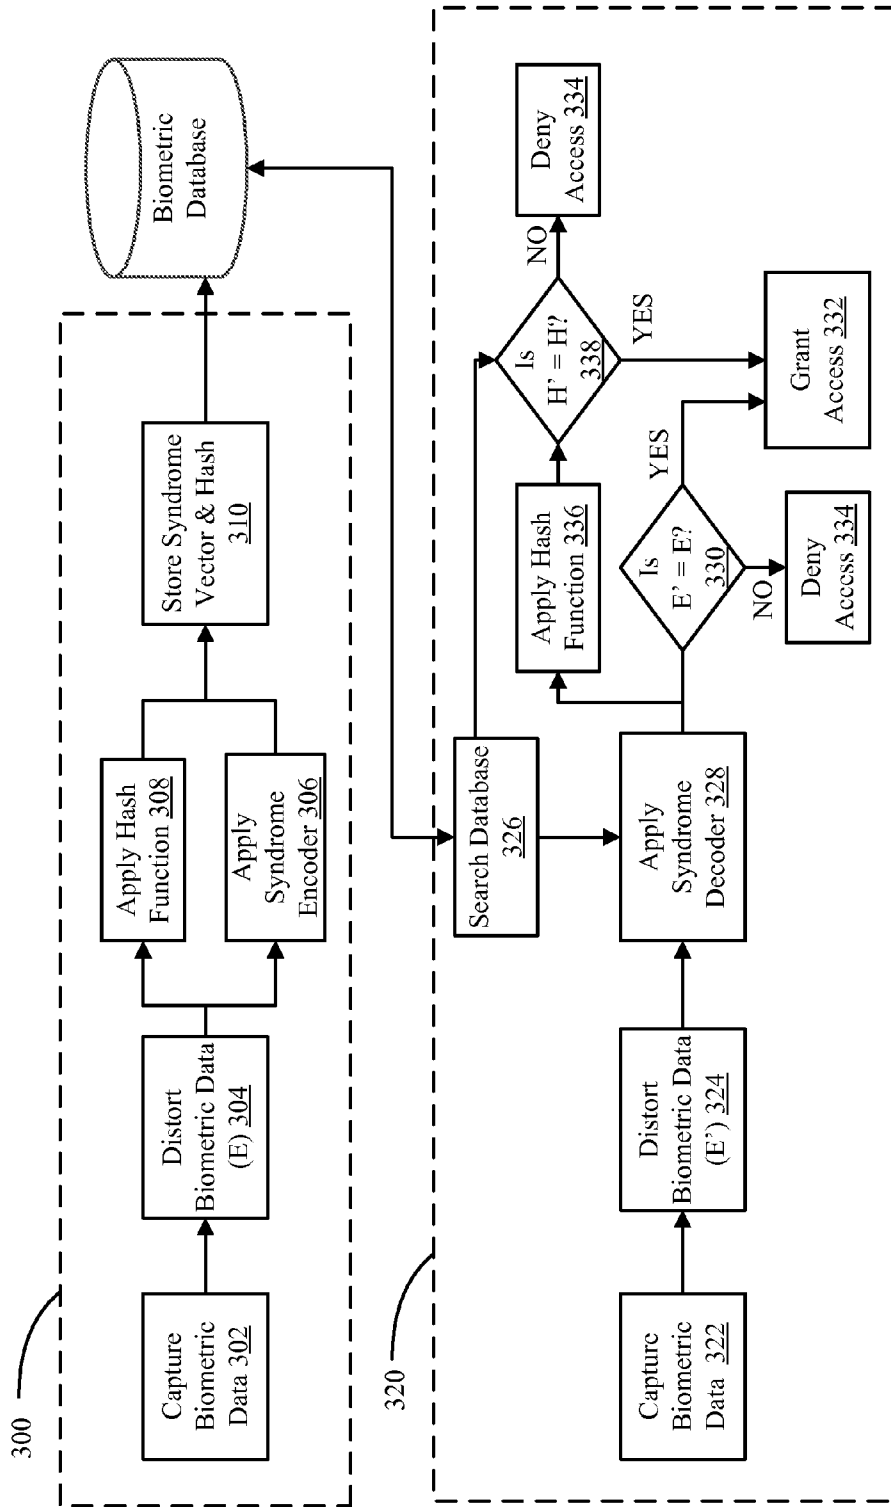 300
Capture
Biometric
Data 302
Distort
Biometric Data
(E) 304
Apply Hash
Function 308
Apply
Syndrome
Encoder 306
Store Syndrome
Vector & Hash
310
Biometric
Database
320
Capture
Biometric
Data 322
Distort
Biometric Data
(E’) 324
Search Database
326
Apply
Syndrome
Decoder 328
Apply Hash
Function 336
Is
H’ = H?
338
NO
Deny
Access 334
YES
Is
E’ = E?
330
YES
NO
Deny
Access 334
Grant
Access 332